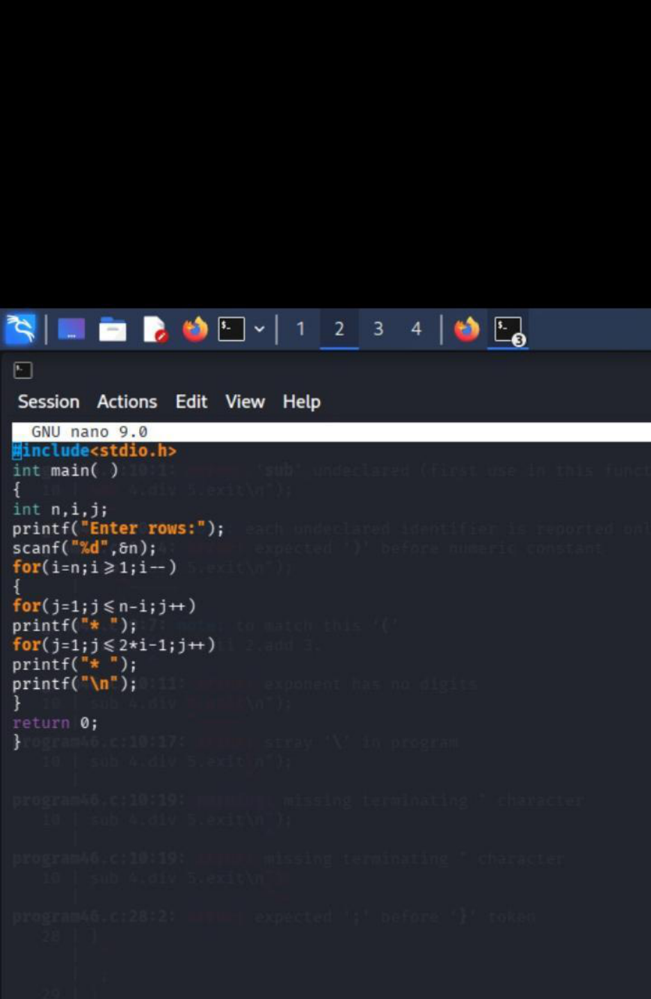 1 2 3 4 3
Session Actions Edit View Help
GNU nano 9.0
#include<stdio.h>
int main( )
{
int n,i,j;
printf("Enter rows:");
scanf("%d",&n);
for(i=n;i>=1;i--)
{
for(j=1;j<=n-i;j++)
printf("* ");
for(j=1;j<=2*i-1;j++)
printf("* ");
printf("\n");
}
return 0;
}